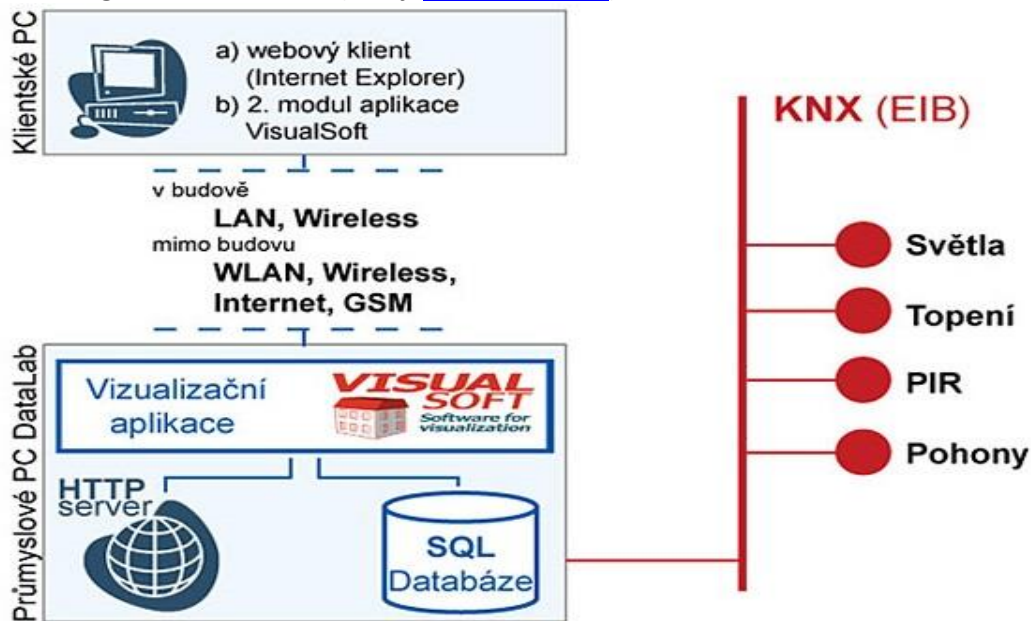 Klientské PC
a) webový klient
(Internet Explorer)
b) 2. modul aplikace
VisualSoft
v budově
LAN, Wireless
mimo budovu
WLAN, Wireless,
Internet, GSM
Průmyslové PC DataLab
Vizualizační
aplikace
VISUAL
SOFT
Software for
visualization
HTTP
server
SQL
Databáze
KNX (EIB)
Světla
Topení
PIR
Pohony